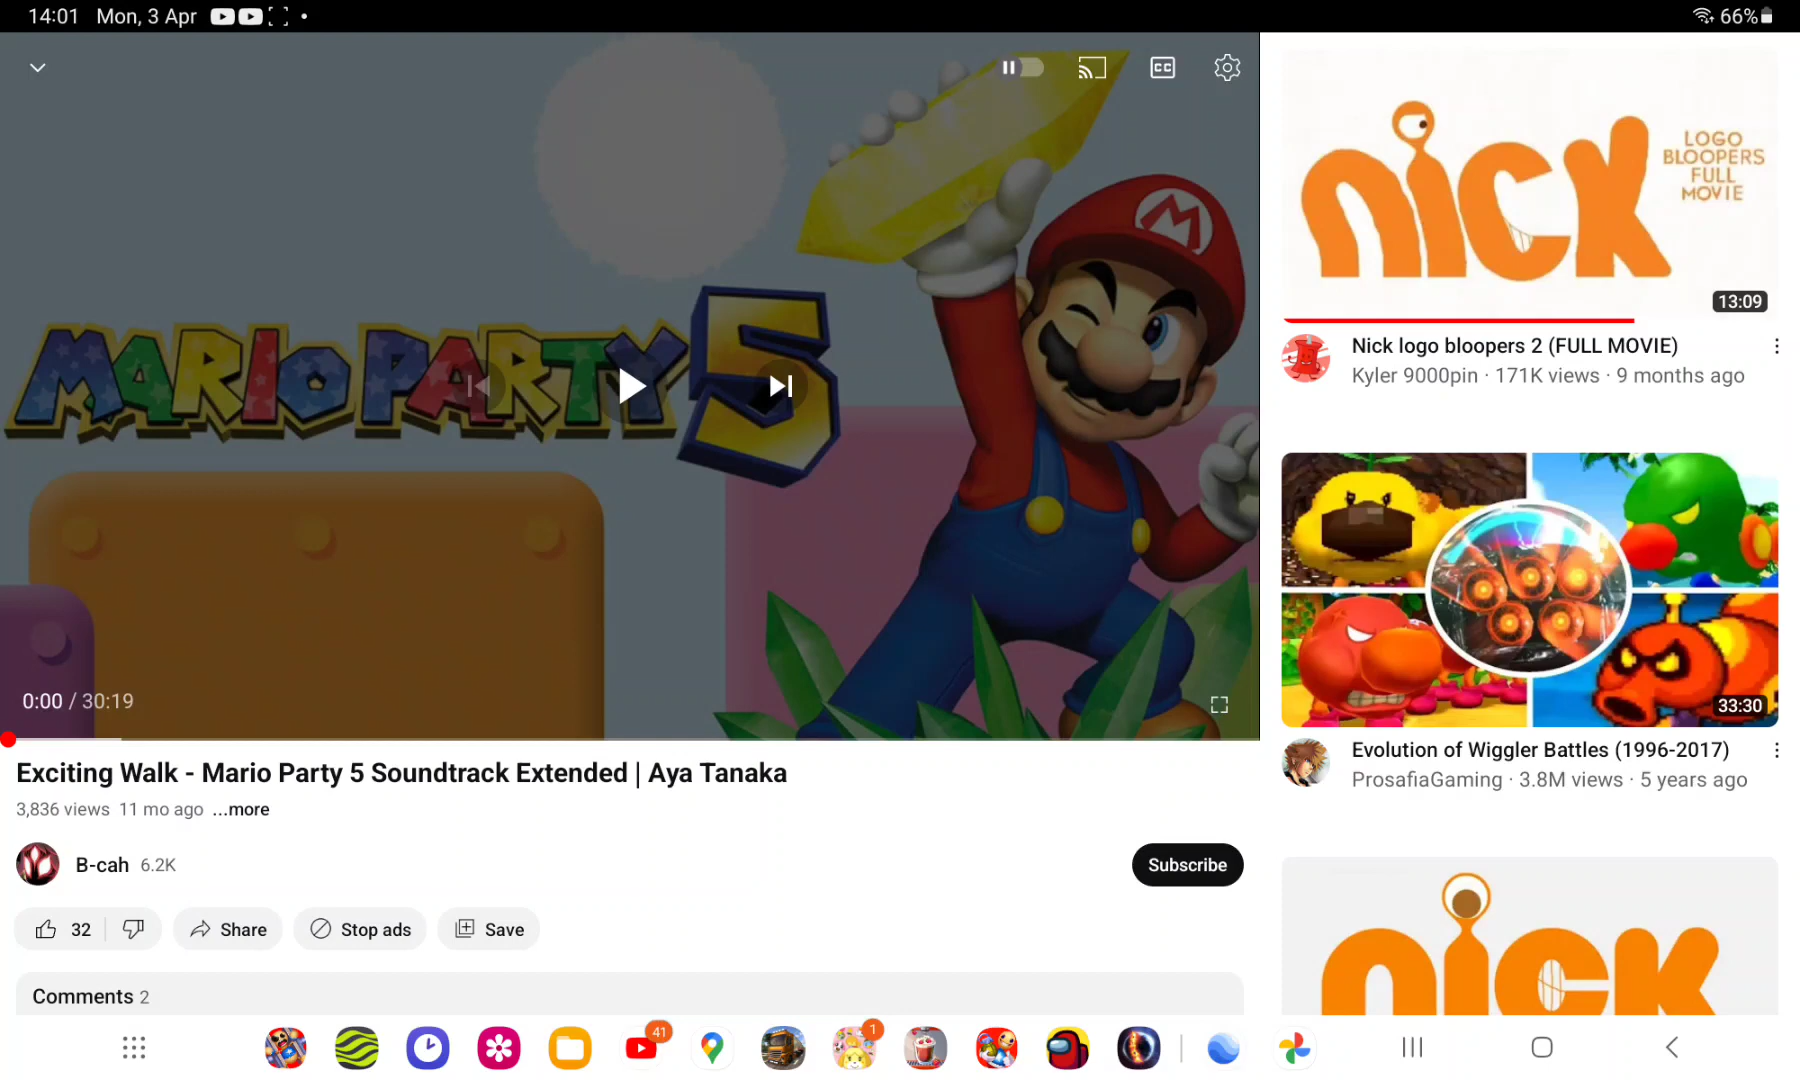 14:01 Mon, 3 Apr
66%
CC
MARIO PARTY 5
M
0:00 / 30:19
Exciting Walk - Mario Party 5 Soundtrack Extended | Aya Tanaka
3,836 views 11 mo ago ...more
B-cah 6.2K
Subscribe
32
Share
Stop ads
Save
Comments 2
nick
LOGO
BLOOPERS
FULL
MOVIE
13:09
Nick logo bloopers 2 (FULL MOVIE)
Kyler 9000pin · 171K views · 9 months ago
33:30
Evolution of Wiggler Battles (1996-2017)
ProsafiaGaming · 3.8M views · 5 years ago
nick
41
1